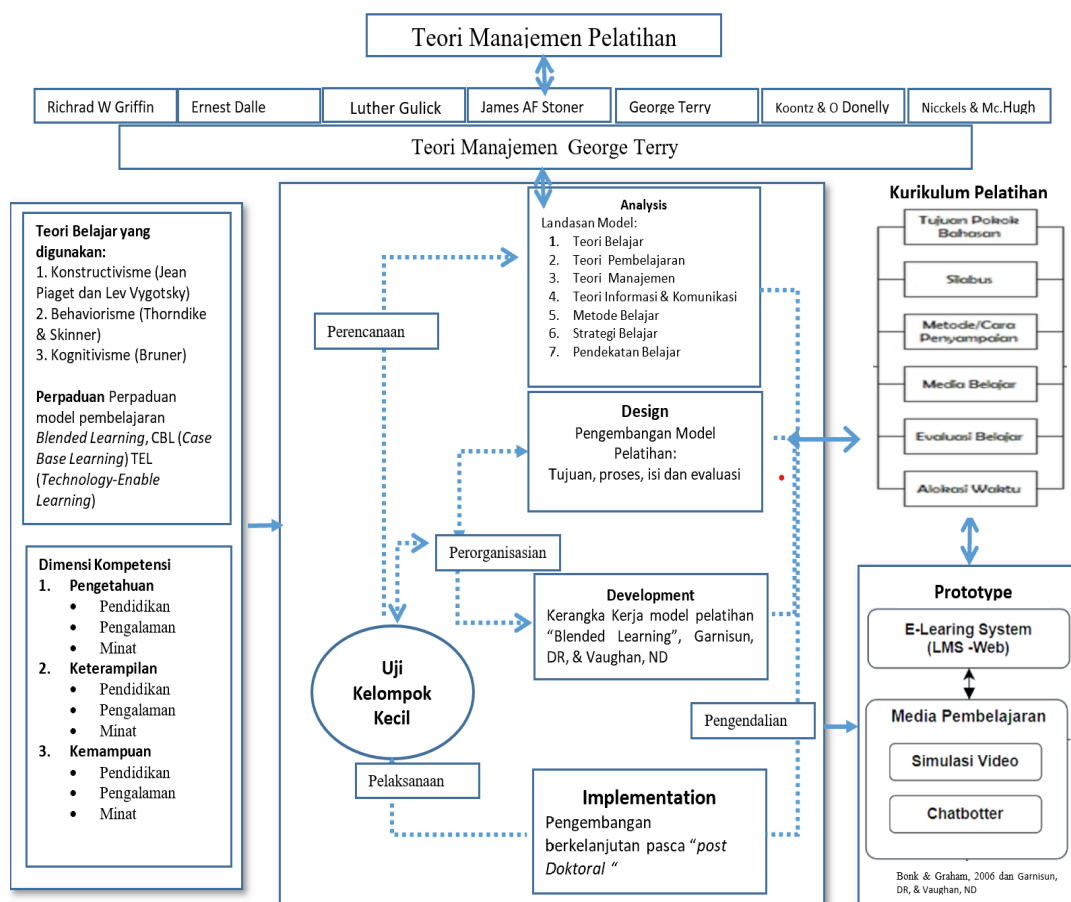 Teori Manajemen Pelatihan
Richrad W Griffin
Ernest Dalle
Luther Gulick
James AF Stoner
George Terry
Koontz & O Donelly
Nicckels & Mc.Hugh
Teori Manajemen George Terry
Teori Belajar yang
digunakan:
1. Konstructivisme (Jean
Piaget dan Lev Vygotsky)
2. Behaviorisme (Thorndike
& Skinner)
3. Kognitivisme (Bruner)
Perpaduan Perpaduan
model pembelajaran
Blended Learning, CBL (Case
Base Learning) TEL
(Technology-Enable
Learning)
Dimensi Kompetensi
1. Pengetahuan
• Pendidikan
• Pengalaman
• Minat
2. Keterampilan
• Pendidikan
• Pengalaman
• Minat
3. Kemampuan
• Pendidikan
• Pengalaman
• Minat
Perencanaan
Analysis
Landasan Model:
1. Teori Belajar
2. Teori Pembelajaran
3. Teori Manajemen
4. Teori Informasi & Komunikasi
5. Metode Belajar
6. Strategi Belajar
7. Pendekatan Belajar
Design
Pengembangan Model
Pelatihan:
Tujuan, proses, isi dan evaluasi
Perorganisasian
Development
Kerangka Kerja model pelatihan
“Blended Learning”, Garnisun,
DR, & Vaughan, ND
Uji
Kelompok
Kecil
Pengendalian
Pelaksanaan
Implementation
Pengembangan
berkelanjutan pasca “post
Doktoral “
Kurikulum Pelatihan
Tujuan Pokok
Bahasan
Silabus
Metode/Cara
Penyampaian
Media Belajar
Evaluasi Belajar
Alokasi Waktu
Prototype
E-Learing System
(LMS -Web)
Media Pembelajaran
Simulasi Video
Chatbotter
Bonk & Graham, 2006 dan Garnisun,
DR, & Vaughan, ND